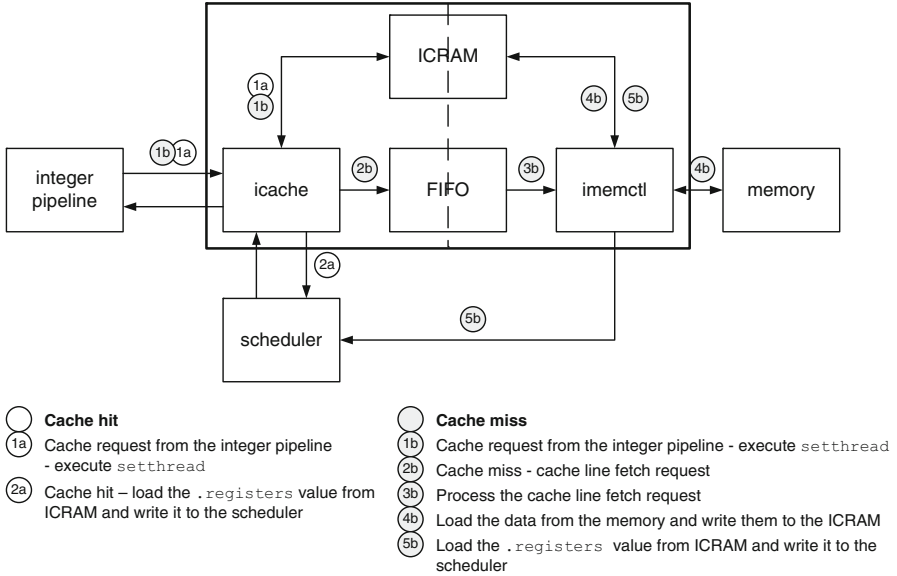 ICRAM
1a
1b
4b
5b
1b 1a
2b
3b
4b
integer
pipeline
icache
FIFO
imemctl
memory
2a
5b
scheduler
Cache hit
1a Cache request from the integer pipeline
- execute setthread
2a Cache hit – load the .registers value from
ICRAM and write it to the scheduler
Cache miss
1b Cache request from the integer pipeline - execute setthread
2b Cache miss - cache line fetch request
3b Process the cache line fetch request
4b Load the data from the memory and write them to the ICRAM
5b Load the .registers value from ICRAM and write it to the
scheduler